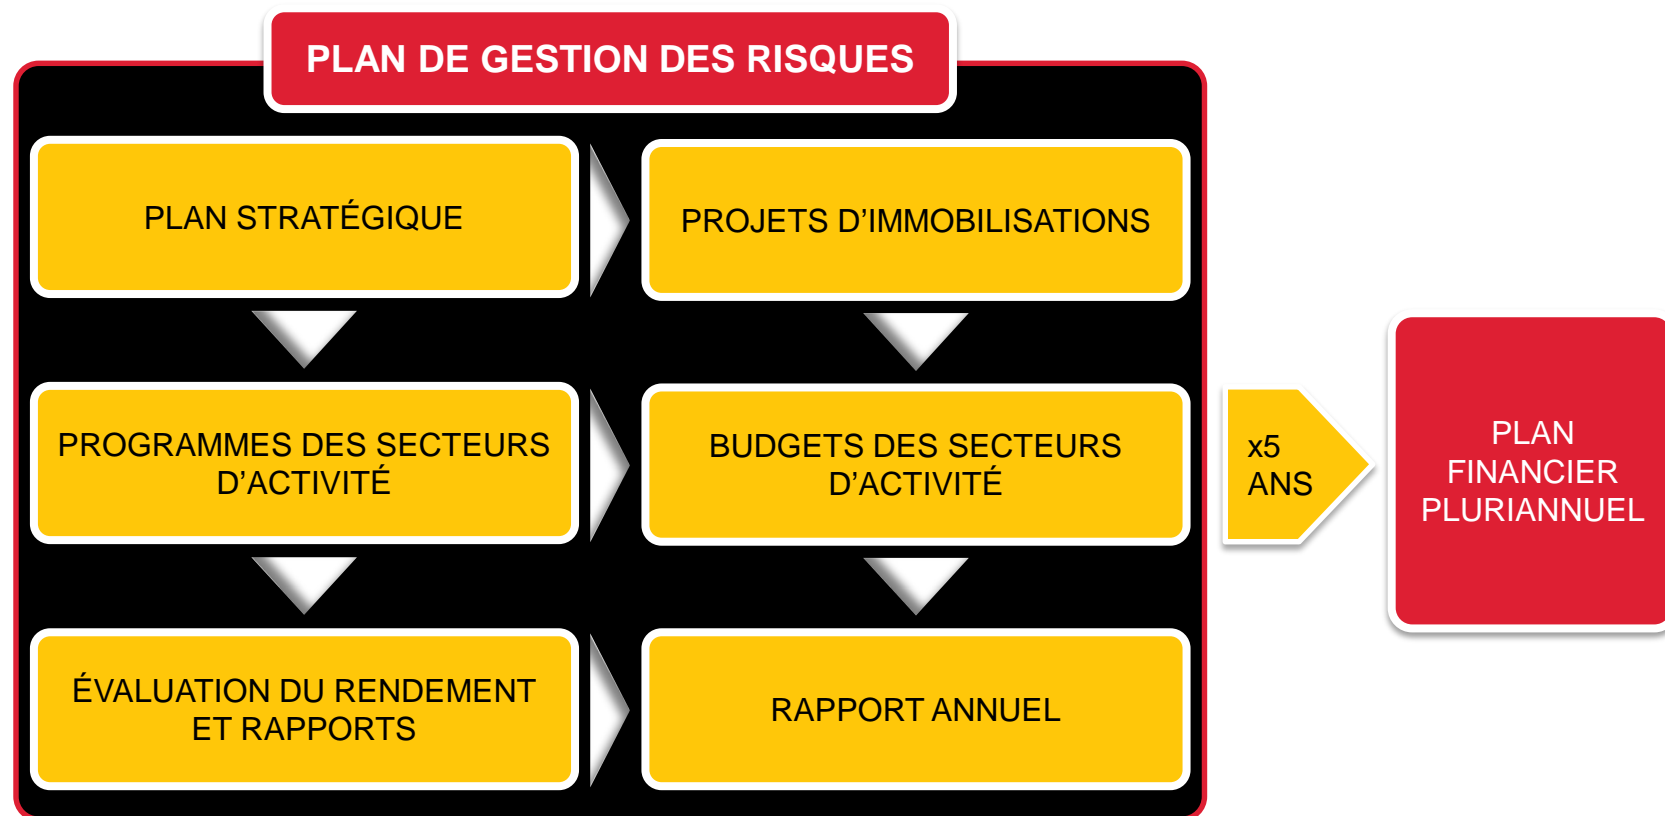 PLAN DE GESTION DES RISQUES
PLAN STRATÉGIQUE
PROJETS D’IMMOBILISATIONS
PROGRAMMES DES SECTEURS
D’ACTIVITÉ
BUDGETS DES SECTEURS
D’ACTIVITÉ
x5
ANS
PLAN
FINANCIER
PLURIANNUEL
ÉVALUATION DU RENDEMENT
ET RAPPORTS
RAPPORT ANNUEL